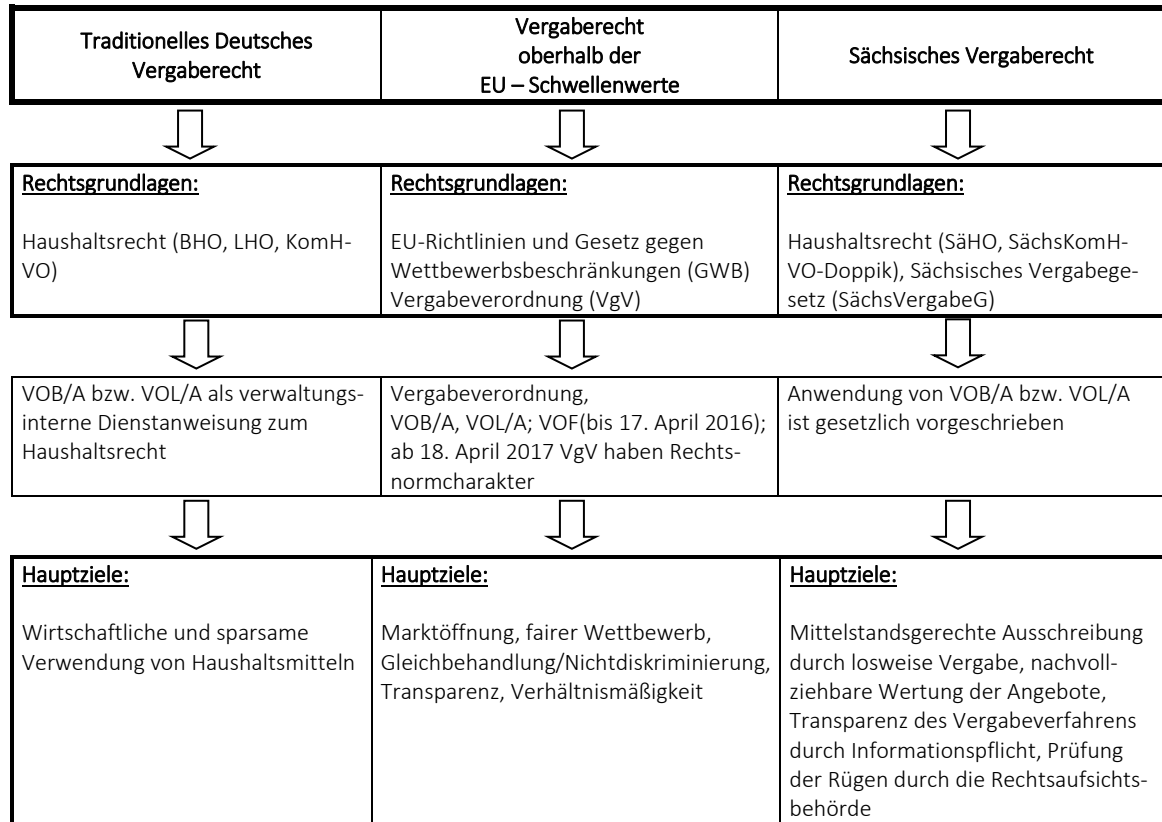 Traditionelles Deutsches
Vergaberecht
Vergaberecht
oberhalb der
EU – Schwellenwerte
Sächsisches Vergaberecht
Rechtsgrundlagen:
Haushaltsrecht (BHO, LHO, KomH-
VO)
Rechtsgrundlagen:
EU-Richtlinien und Gesetz gegen
Wettbewerbsbeschränkungen (GWB)
Vergabeverordnung (VgV)
Rechtsgrundlagen:
Haushaltsrecht (SäHO, SächsKomH-
VO-Doppik), Sächsisches Vergabege-
setz (SächsVergabeG)
VOB/A bzw. VOL/A als verwaltungs-
interne Dienstanweisung zum
Haushaltsrecht
Vergabeverordnung,
VOB/A, VOL/A; VOF(bis 17. April 2016);
ab 18. April 2017 VgV haben Rechts-
normcharakter
Anwendung von VOB/A bzw. VOL/A
ist gesetzlich vorgeschrieben
Hauptziele:
Wirtschaftliche und sparsame
Verwendung von Haushaltsmitteln
Hauptziele:
Marktöffnung, fairer Wettbewerb,
Gleichbehandlung/Nichtdiskriminierung,
Transparenz, Verhältnismäßigkeit
Hauptziele:
Mittelstandsgerechte Ausschreibung
durch losweise Vergabe, nachvoll-
ziehbare Wertung der Angebote,
Transparenz des Vergabeverfahrens
durch Informationspflicht, Prüfung
der Rügen durch die Rechtsaufsichts-
behörde